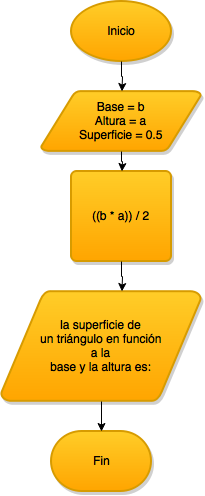 Inicio
Base = b
Altura = a
Superficie = 0.5
((b * a)) / 2
la superficie de
un triángulo en función
a la
base y la altura es:
Fin